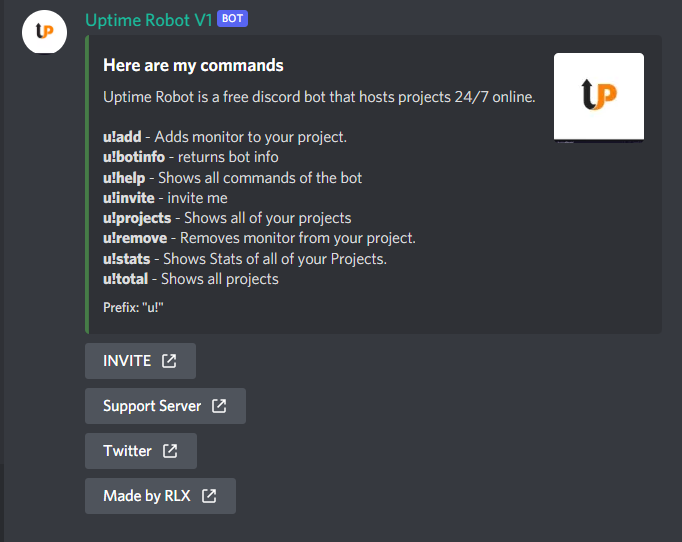 Uptime Robot V1 BOT
Here are my commands
Uptime Robot is a free discord bot that hosts projects 24/7 online.
u!add - Adds monitor to your project.
u!botinfo - returns bot info
u!help - Shows all commands of the bot
u!invite - invite me
u!projects - Shows all of your projects
u!remove - Removes monitor from your project.
u!stats - Shows Stats of all of your Projects.
u!total - Shows all projects
Prefix: "u!"
INVITE
Support Server
Twitter
Made by RLX
UP
UP